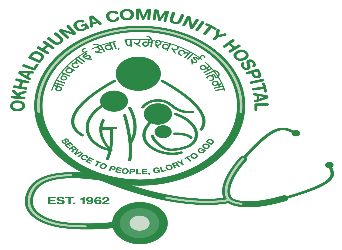 OKHALDHUNGA COMMUNITY HOSPITAL
मानवलाई सेवा, परमेश्वरलाई महिमा
SERVICE TO PEOPLE, GLORY TO GOD
EST. 1962